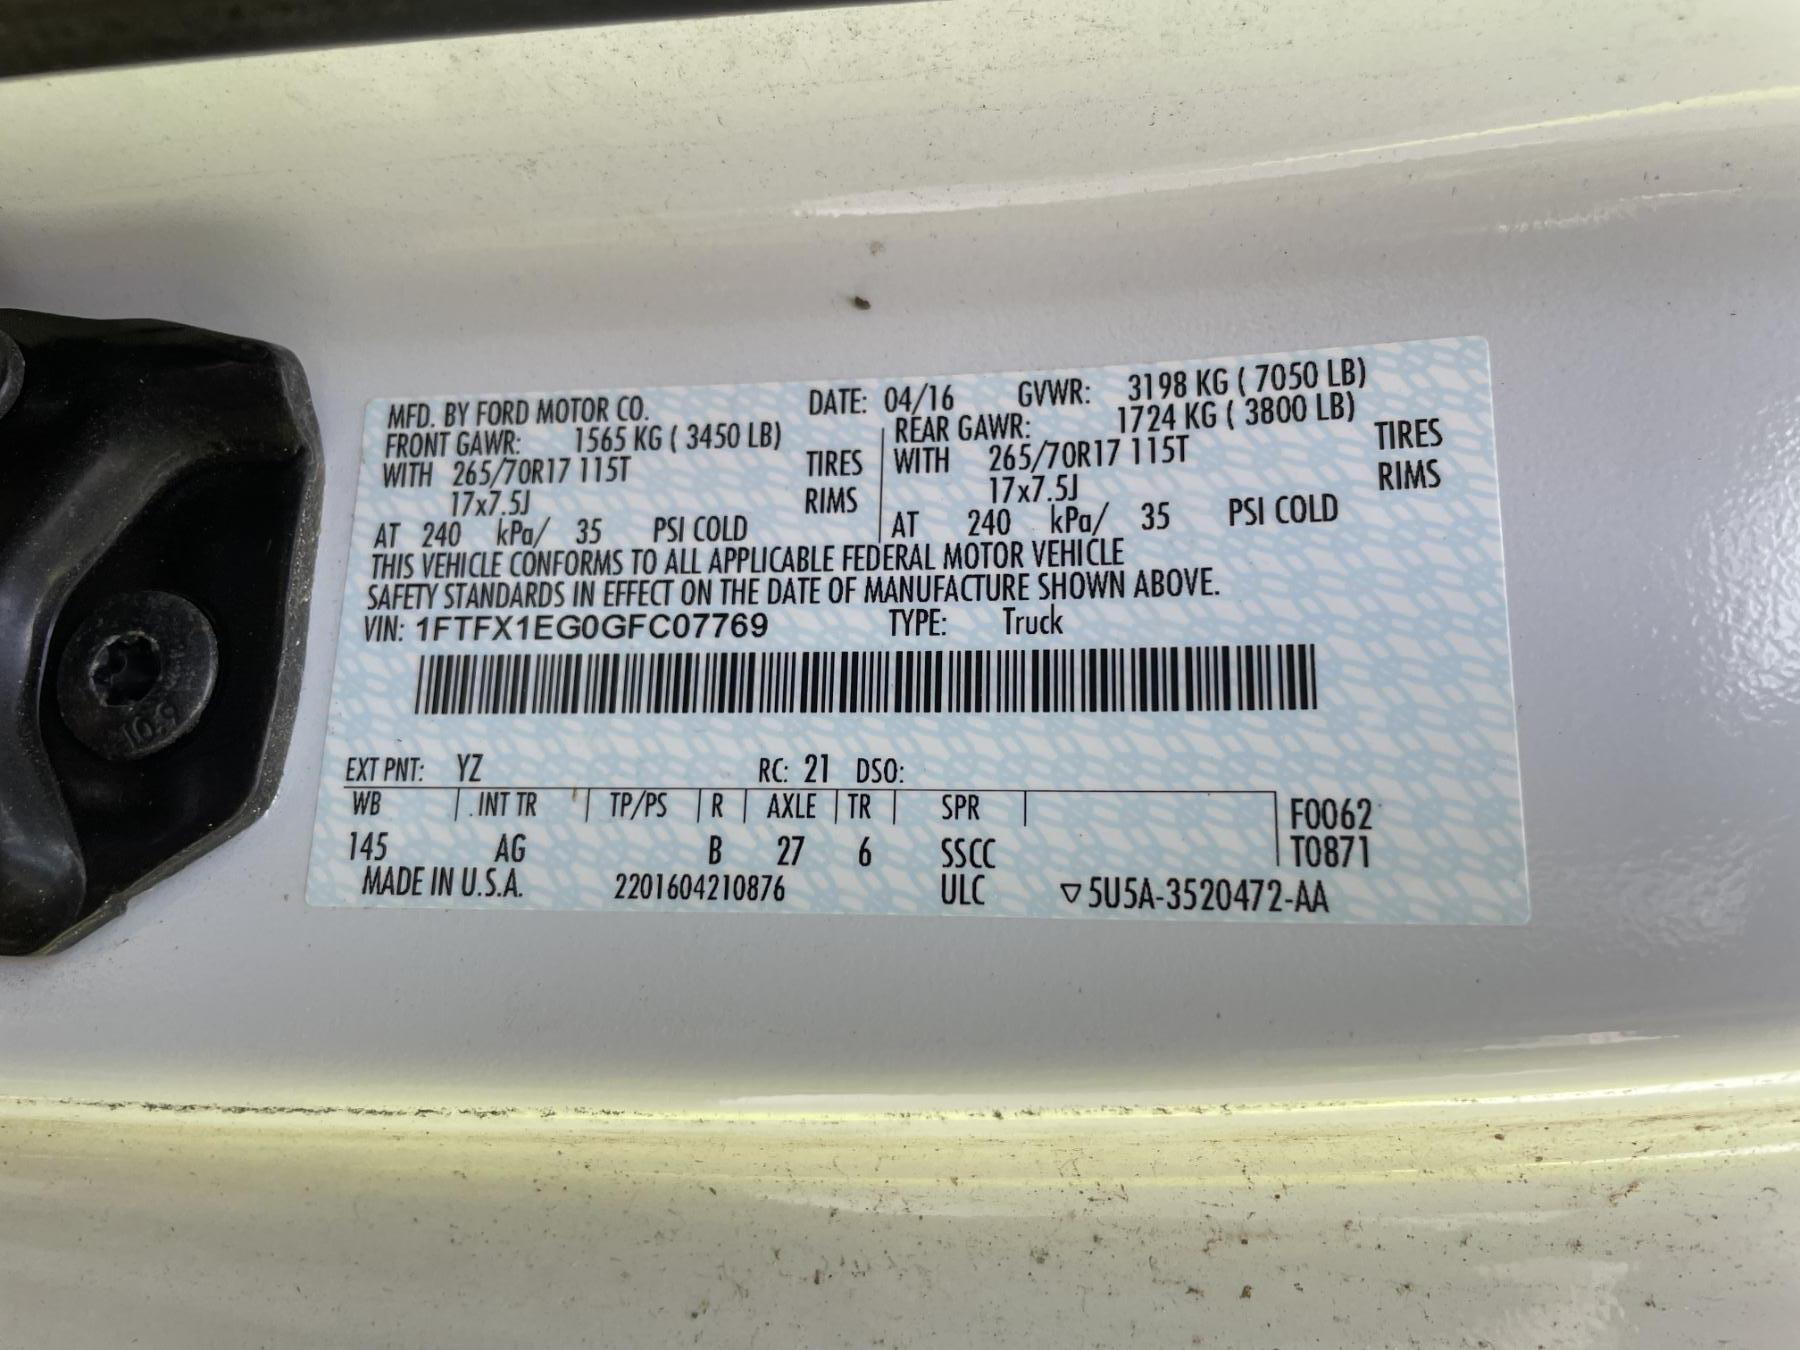 MFD. BY FORD MOTOR CO. DATE: 04/16 GVWR: 3198 KG ( 7050 LB)
FRONT GAWR: 1565 KG ( 3450 LB) REAR GAWR: 1724 KG ( 3800 LB)
WITH 265/70R17 115T TIRES WITH 265/70R17 115T TIRES
17x7.5J RIMS 17x7.5J RIMS
AT 240 kPa/ 35 PSI COLD AT 240 kPa/ 35 PSI COLD
THIS VEHICLE CONFORMS TO ALL APPLICABLE FEDERAL MOTOR VEHICLE
SAFETY STANDARDS IN EFFECT ON THE DATE OF MANUFACTURE SHOWN ABOVE.
VIN: 1FTFX1EG0GFC07769 TYPE: Truck
EXT PNT: YZ RC: 21 DSO:
WB INT TR TP/PS R AXLE TR SPR F0062
145 AG B 27 6 SSCC T0871
MADE IN U.S.A. 2201604210876 ULC ▽5U5A-3520472-AA
10.9